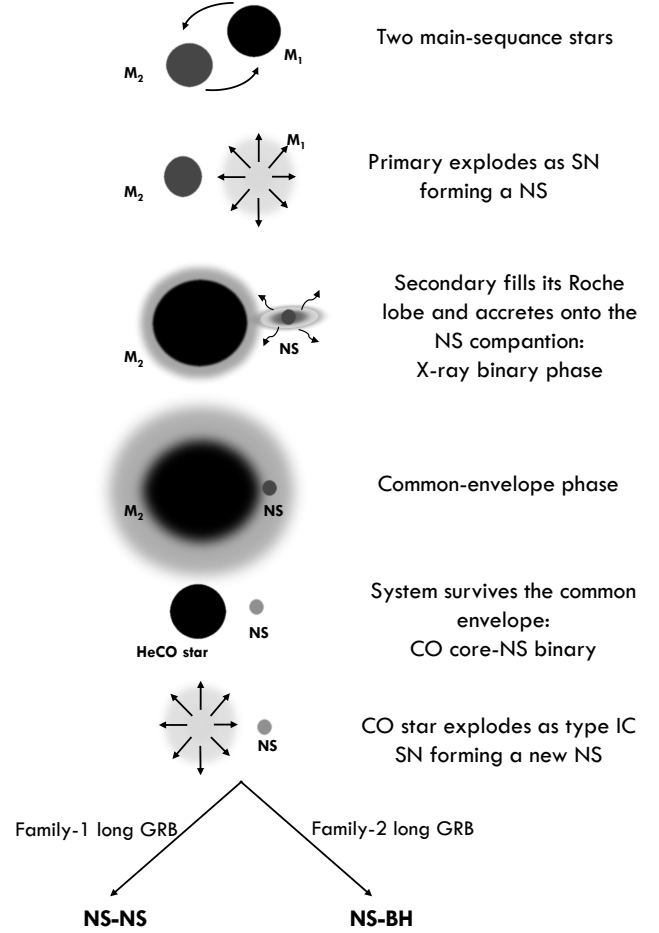 Two main-sequance stars
M1
M2
M1
Primary explodes as SN
forming a NS
M2
Secondary fills its Roche
lobe and accretes onto the
NS compantion:
X-ray binary phase
NS
M2
Common-envelope phase
M2
NS
System survives the common
envelope:
CO core-NS binary
NS
HeCO star
CO star explodes as type IC
SN forming a new NS
NS
Family-1 long GRB
Family-2 long GRB
NS-NS
NS-BH